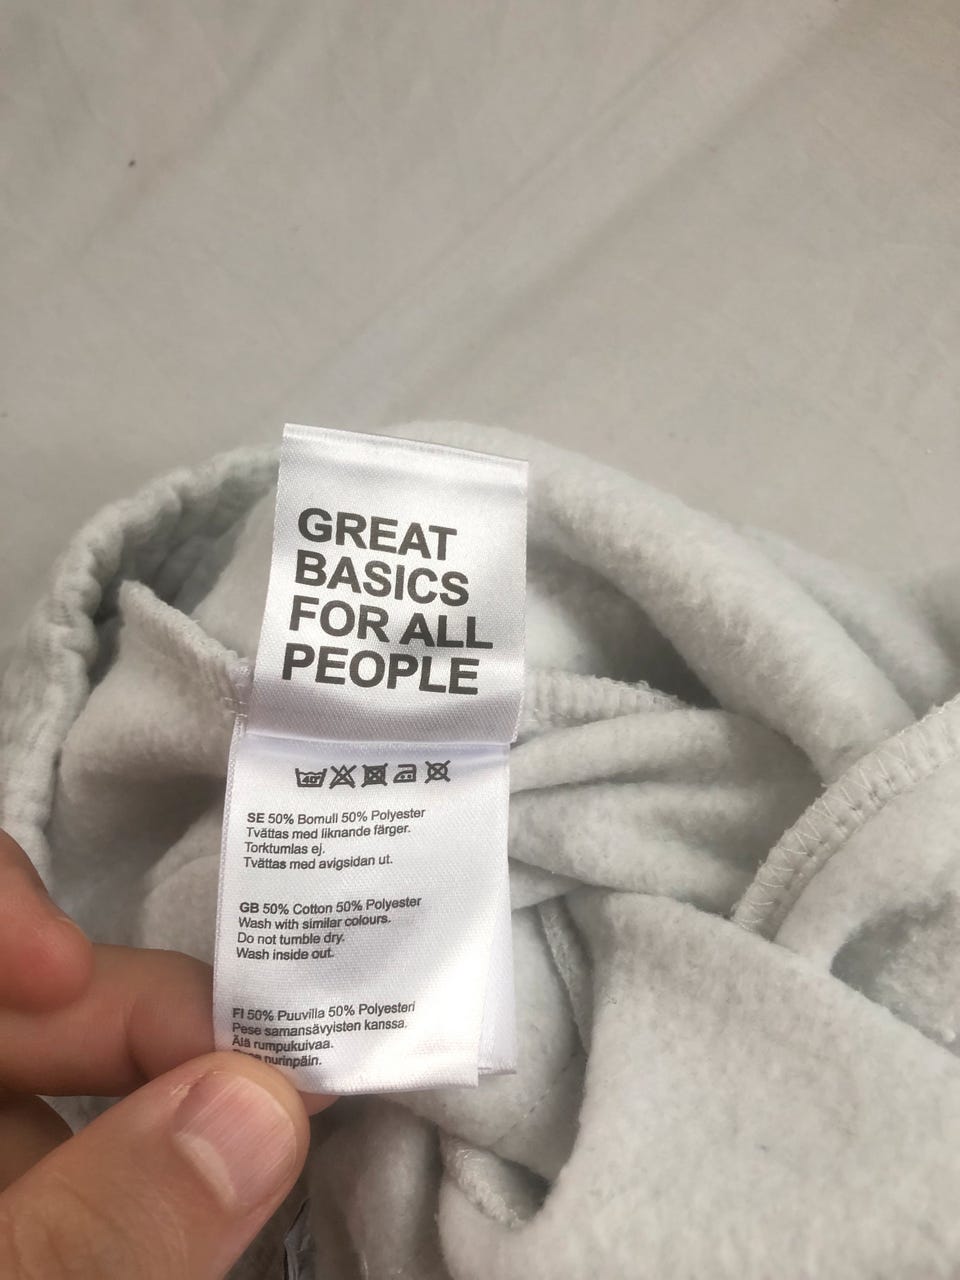 GREAT
BASICS
FOR ALL
PEOPLE
40°
SE 50% Bomull 50% Polyester
Tvättas med liknande färger.
Torktumlas ej.
Tvättas med avigsidan ut.
GB 50% Cotton 50% Polyester
Wash with similar colours.
Do not tumble dry.
Wash inside out.
FI 50% Puuvilla 50% Polyesteri
Pese samansävyisten kanssa.
Älä rumpukuivaa.
nurinpäin.